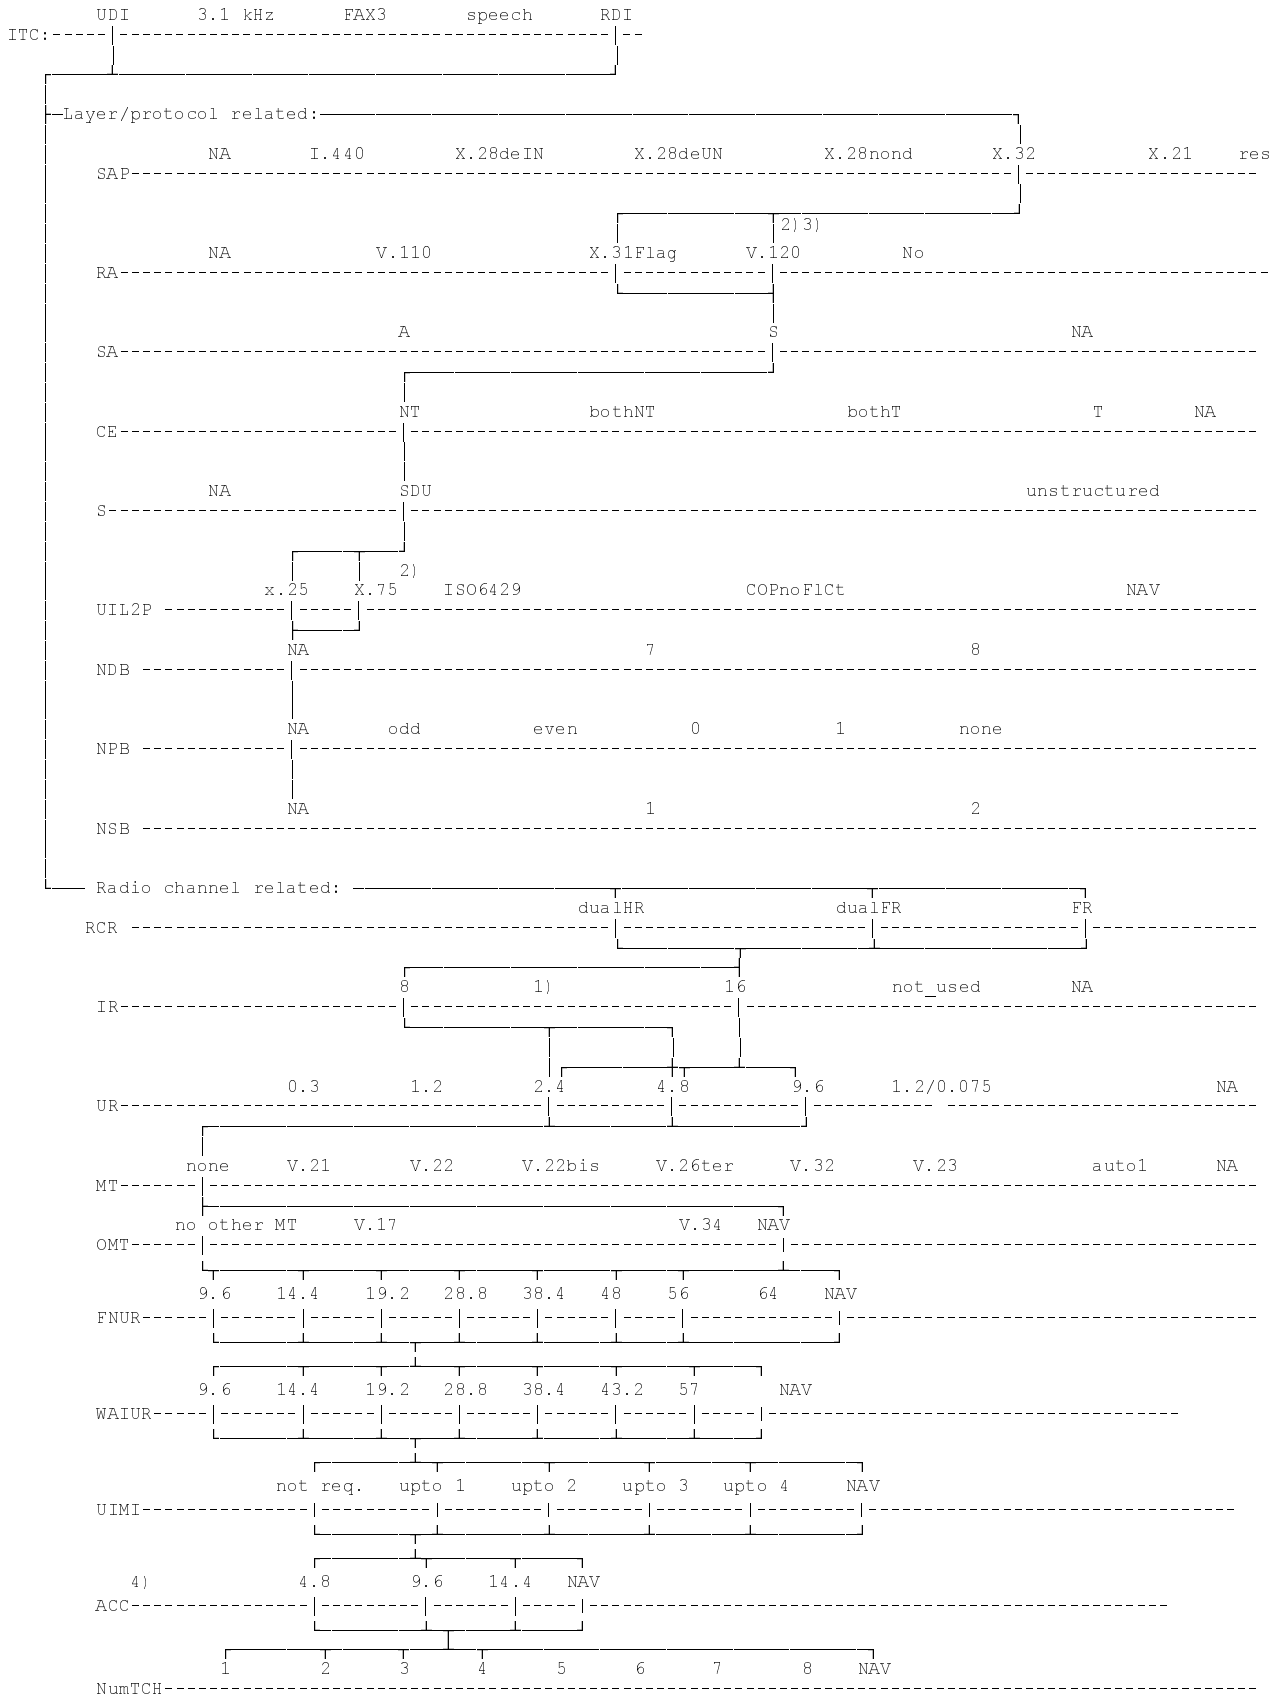 UDI 3.1 kHz FAX3 speech RDI
ITC:
Layer/protocol related:
NA I.440 X.28deIN X.28deUN X.28nond X.32 X.21 res
SAP
2)3)
NA V.110 X.31Flag V.120 No
RA
A S NA
SA
NT bothNT bothT T NA
CE
NA SDU unstructured
S
2)
x.25 X.75 ISO6429 COPnoFlCt NAV
UIL2P
NA 7 8
NDB
NA odd even 0 1 none
NPB
NA 1 2
NSB
Radio channel related:
dualHR dualFR FR
RCR
8 1) 16 not_used NA
IR
0.3 1.2 2.4 4.8 9.6 1.2/0.075 NA
UR
none V.21 V.22 V.22bis V.26ter V.32 V.23 auto1 NA
MT
no other MT V.17 V.34 NAV
OMT
9.6 14.4 19.2 28.8 38.4 48 56 64 NAV
FNUR
9.6 14.4 19.2 28.8 38.4 43.2 57 NAV
WAIUR
not req. upto 1 upto 2 upto 3 upto 4 NAV
UIMI
4) 4.8 9.6 14.4 NAV
ACC
1 2 3 4 5 6 7 8 NAV
NumTCH